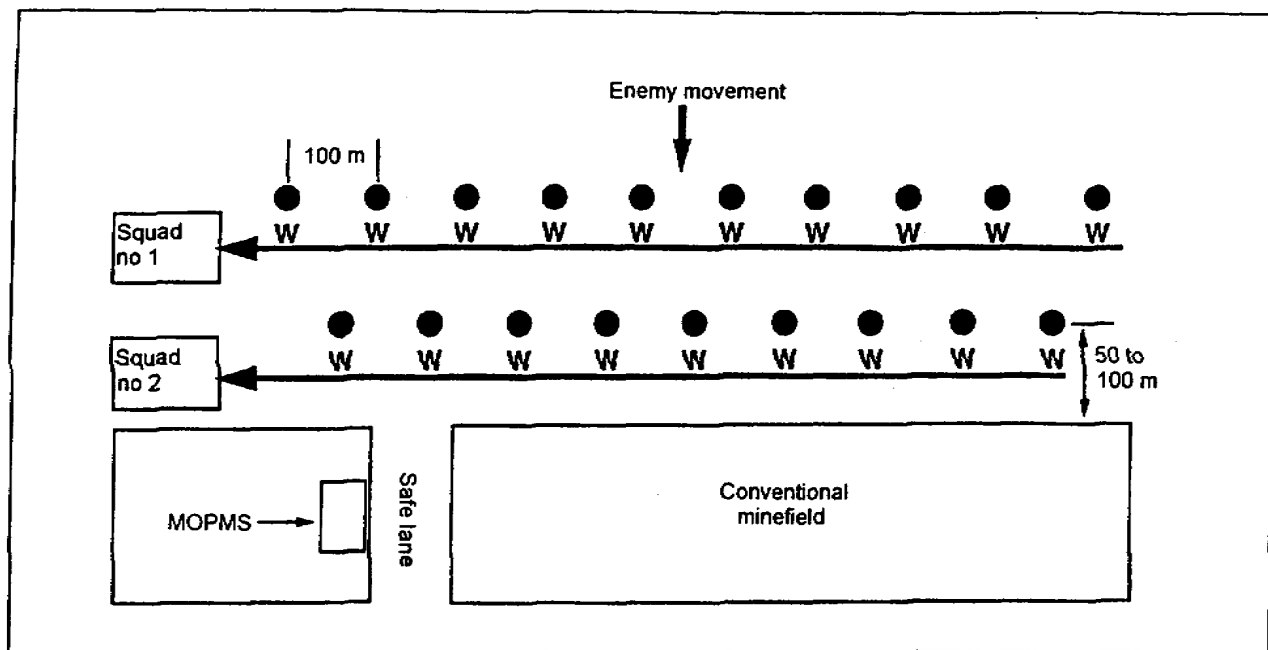 Enemy movement
100 m
W W W W W W W W W W
Squad
no 1
W W W W W W W W W
Squad
no 2
50 to
100 m
MOPMS
Safe lane
Conventional
minefield